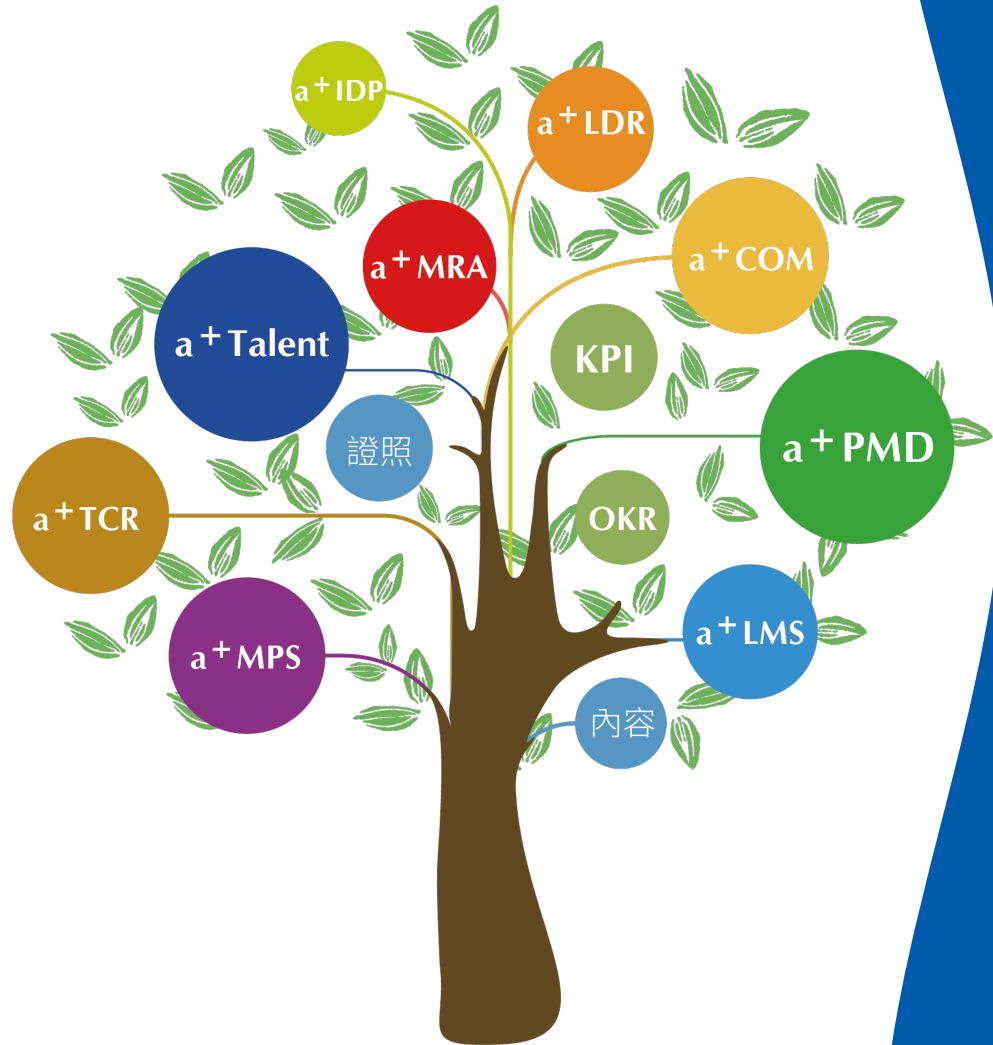 a+ IDP
a+ LDR
a+ MRA
a+ COM
a+ Talent
KPI
證照
a+ PMD
a+ TCR
OKR
a+ MPS
a+ LMS
內容